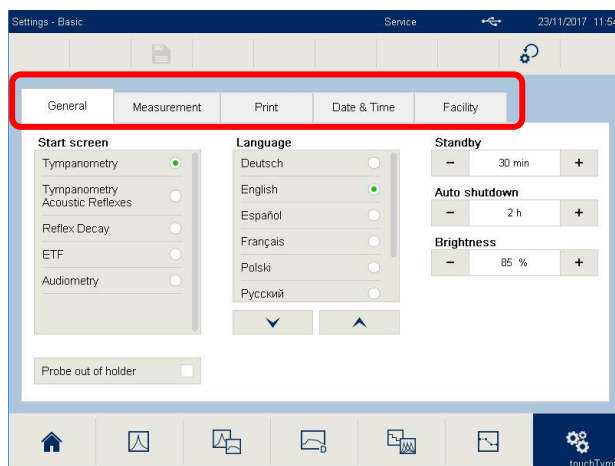 Settings - Basic Service 23/11/2017 11:54
General Measurement Print Date & Time Facility
Start screen
Tympanometry
Tympanometry
Acoustic Reflexes
Reflex Decay
ETF
Audiometry
Probe out of holder
Language
Deutsch
English
Español
Français
Polski
Русский
Standby
− 30 min +
Auto shutdown
− 2 h +
Brightness
− 85 % +
D